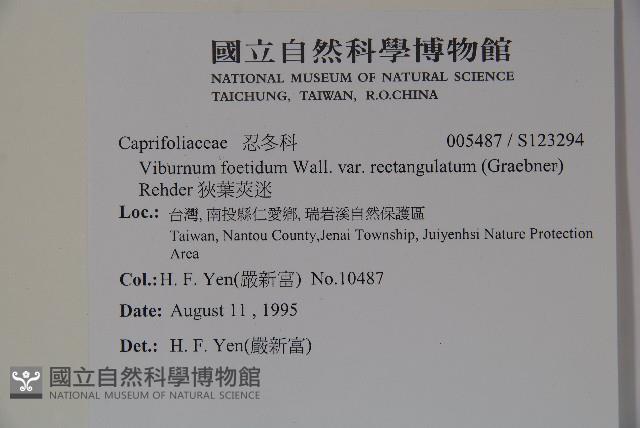 國立自然科學博物館
NATIONAL MUSEUM OF NATURAL SCIENCE
TAICHUNG, TAIWAN, R.O.CHINA
Caprifoliaceae 忍冬科 005487 / S123294
Viburnum foetidum Wall. var. rectangulatum (Graebner)
Rehder 狹葉莢迷
Loc.: 台灣, 南投縣仁愛鄉, 瑞岩溪自然保護區
Taiwan, Nantou County,Jenai Township, Juiyenhsi Nature Protection
Area
Col.: H. F. Yen(嚴新富) No.10487
Date: August 11 , 1995
Det.: H. F. Yen(嚴新富)
國立自然科學博物館
NATIONAL MUSEUM OF NATURAL SCIENCE